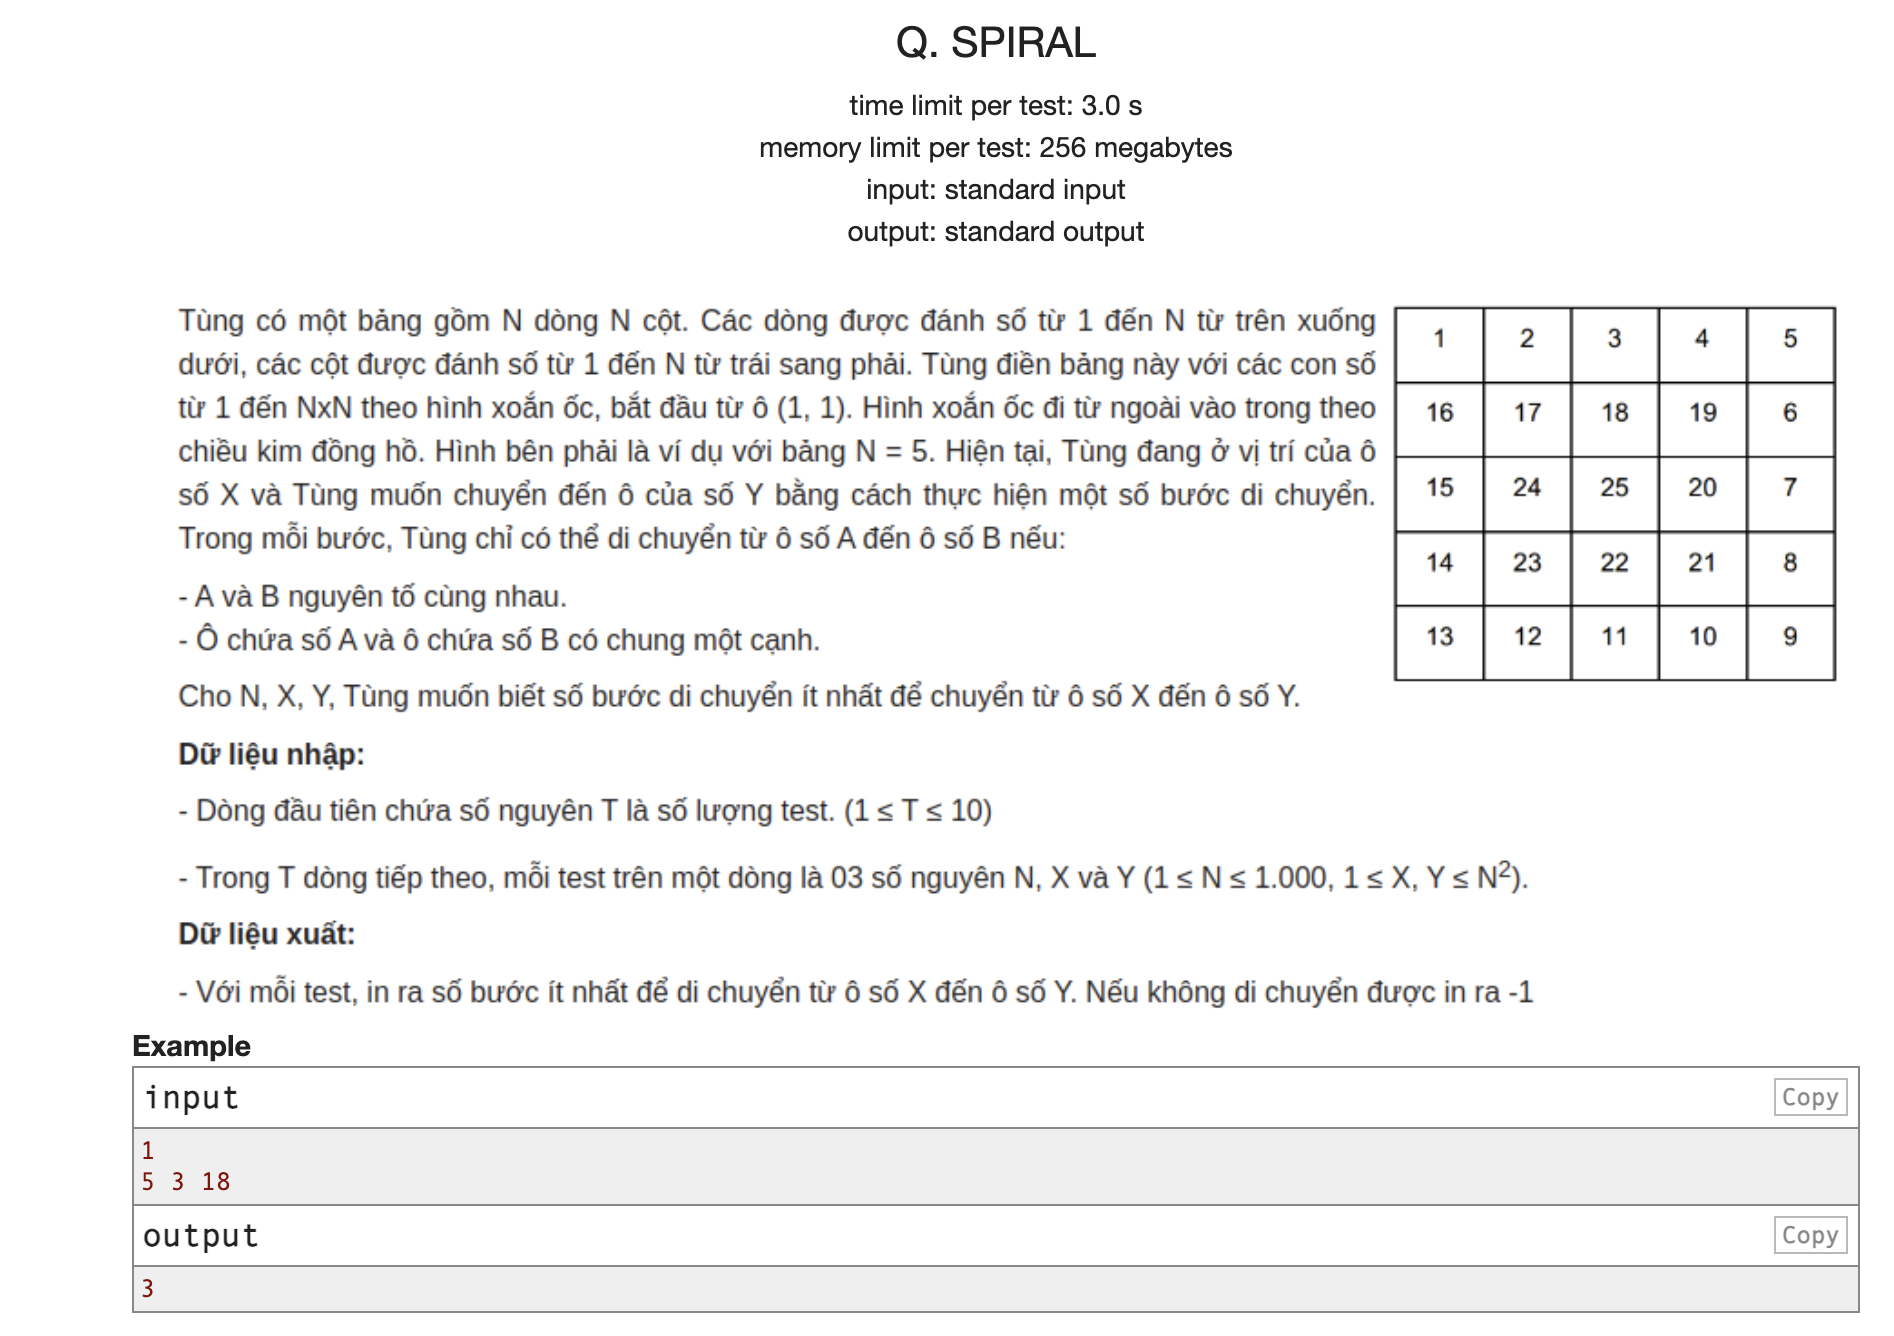 Q. SPIRAL
time limit per test: 3.0 s
memory limit per test: 256 megabytes
input: standard input
output: standard output
Tùng có một bảng gồm N dòng N cột. Các dòng được đánh số từ 1 đến N từ trên xuống
dưới, các cột được đánh số từ 1 đến N từ trái sang phải. Tùng điền bảng này với các con số
từ 1 đến NxN theo hình xoắn ốc, bắt đầu từ ô (1, 1). Hình xoắn ốc đi từ ngoài vào trong theo
chiều kim đồng hồ. Hình bên phải là ví dụ với bảng N = 5. Hiện tại, Tùng đang ở vị trí của ô
số X và Tùng muốn chuyển đến ô của số Y bằng cách thực hiện một số bước di chuyển.
Trong mỗi bước, Tùng chỉ có thể di chuyển từ ô số A đến ô số B nếu:
- A và B nguyên tố cùng nhau.
- Ô chứa số A và ô chứa số B có chung một cạnh.
Cho N, X, Y, Tùng muốn biết số bước di chuyển ít nhất để chuyển từ ô số X đến ô số Y.
1 2 3 4 5
16 17 18 19 6
15 24 25 20 7
14 23 22 21 8
13 12 11 10 9
Dữ liệu nhập:
- Dòng đầu tiên chứa số nguyên T là số lượng test. (1 ≤ T ≤ 10)
- Trong T dòng tiếp theo, mỗi test trên một dòng là 03 số nguyên N, X và Y (1 ≤ N ≤ 1.000, 1 ≤ X, Y ≤ N²).
Dữ liệu xuất:
- Với mỗi test, in ra số bước ít nhất để di chuyển từ ô số X đến ô số Y. Nếu không di chuyển được in ra -1
Example
input Copy
1
5 3 18
output Copy
3